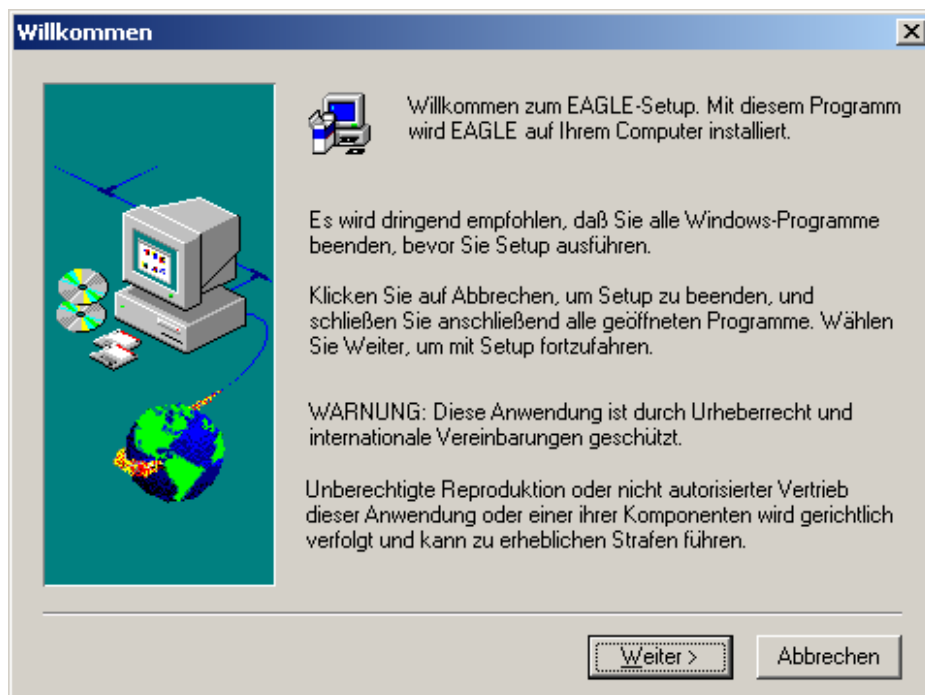 Willkommen
Willkommen zum EAGLE-Setup. Mit diesem Programm
wird EAGLE auf Ihrem Computer installiert.
Es wird dringend empfohlen, daß Sie alle Windows-Programme
beenden, bevor Sie Setup ausführen.
Klicken Sie auf Abbrechen, um Setup zu beenden, und
schließen Sie anschließend alle geöffneten Programme. Wählen
Sie Weiter, um mit Setup fortzufahren.
WARNUNG: Diese Anwendung ist durch Urheberrecht und
internationale Vereinbarungen geschützt.
Unberechtigte Reproduktion oder nicht autorisierter Vertrieb
dieser Anwendung oder einer ihrer Komponenten wird gerichtlich
verfolgt und kann zu erheblichen Strafen führen.
Weiter >
Abbrechen